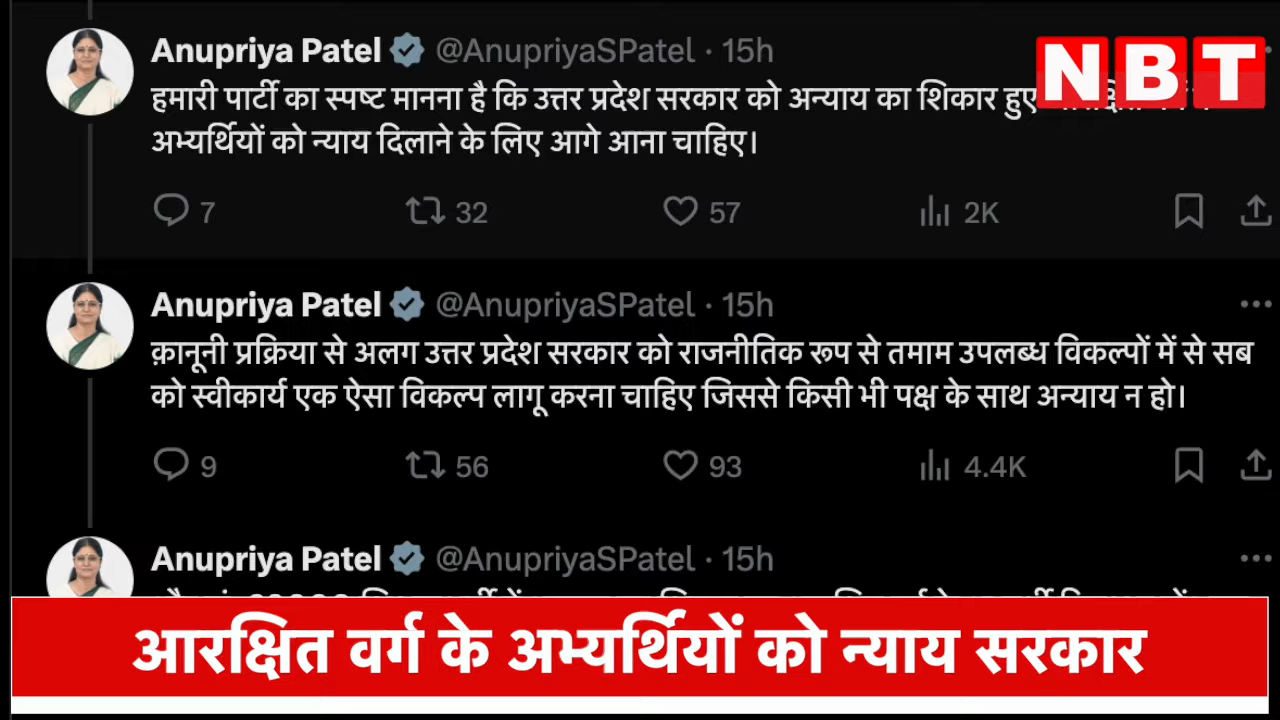 Anupriya Patel @AnupriyaSPatel · 15h
NBT
हमारी पार्टी का स्पष्ट मानना है कि उत्तर प्रदेश सरकार को अन्याय का शिकार हुए
अभ्यर्थियों को न्याय दिलाने के लिए आगे आना चाहिए।
7 32 57 2K
Anupriya Patel @AnupriyaSPatel · 15h
क़ानूनी प्रक्रिया से अलग उत्तर प्रदेश सरकार को राजनीतिक रूप से तमाम उपलब्ध विकल्पों में से सब
को स्वीकार्य एक ऐसा विकल्प लागू करना चाहिए जिससे किसी भी पक्ष के साथ अन्याय न हो।
9 56 93 4.4K
Anupriya Patel @AnupriyaSPatel · 15h
आरक्षित वर्ग के अभ्यर्थियों को न्याय सरकार